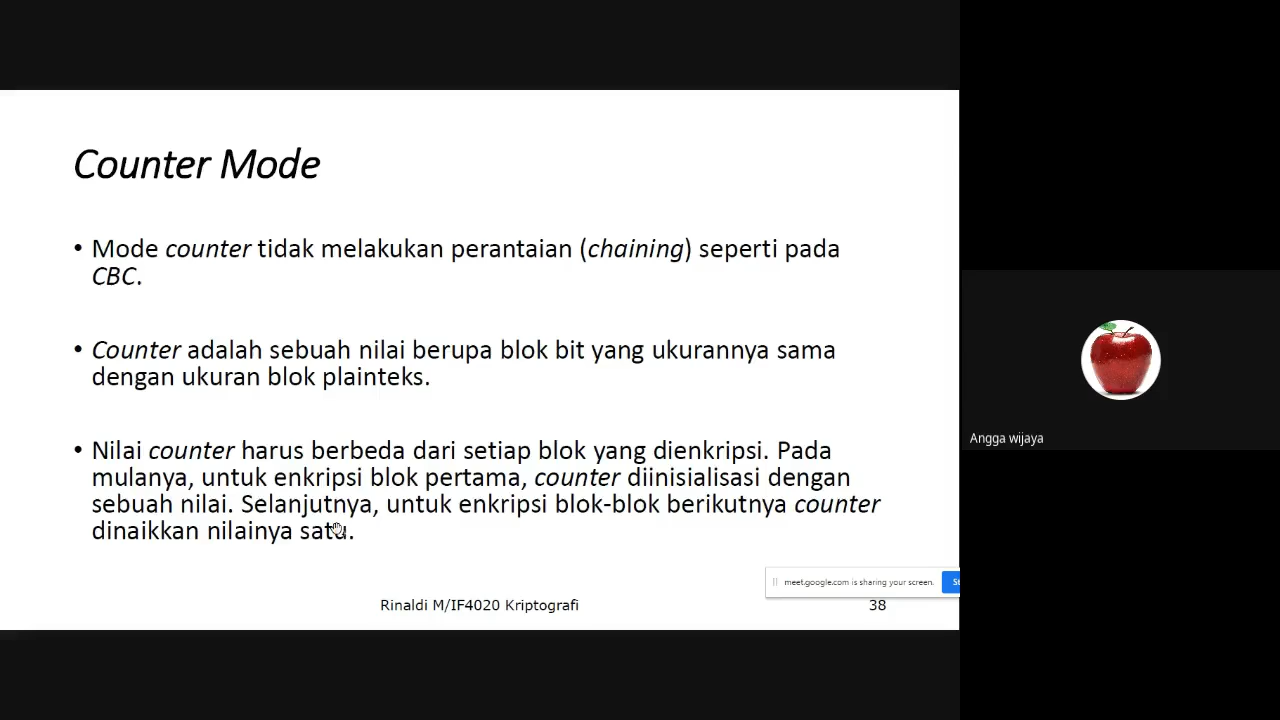 Counter Mode
• Mode counter tidak melakukan perantaian (chaining) seperti pada
CBC.
• Counter adalah sebuah nilai berupa blok bit yang ukurannya sama
dengan ukuran blok plainteks.
• Nilai counter harus berbeda dari setiap blok yang dienkripsi. Pada
mulanya, untuk enkripsi blok pertama, counter diinisialisasi dengan
sebuah nilai. Selanjutnya, untuk enkripsi blok-blok berikutnya counter
dinaikkan nilainya satu.
meet.google.com is sharing your screen.
Rinaldi M/IF4020 Kriptografi
38
Angga wijaya